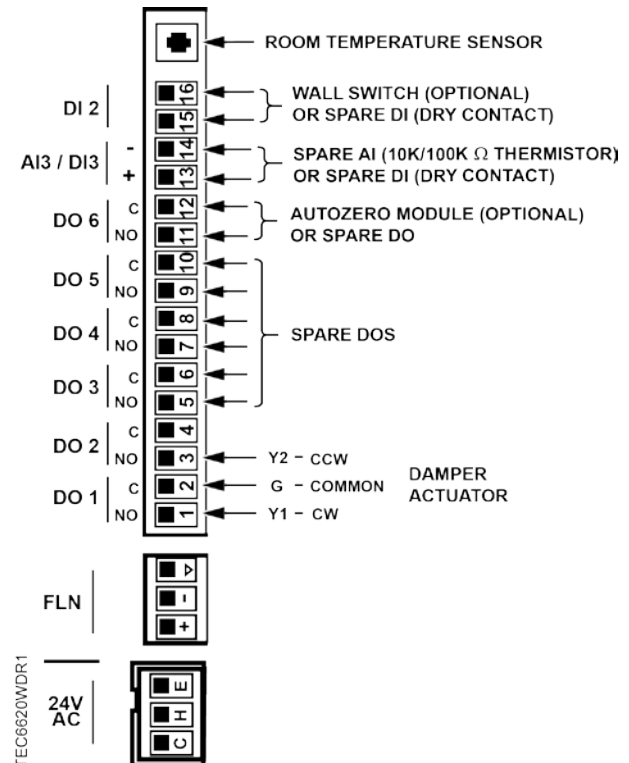 ROOM TEMPERATURE SENSOR
DI 2
16
15
WALL SWITCH (OPTIONAL)
OR SPARE DI (DRY CONTACT)
AI3 / DI3
-
+
14
13
SPARE AI (10K/100K Ω THERMISTOR)
OR SPARE DI (DRY CONTACT)
DO 6
C
NO
12
11
AUTOZERO MODULE (OPTIONAL)
OR SPARE DO
DO 5
C
NO
10
9
DO 4
C
NO
8
7
SPARE DOS
DO 3
C
NO
6
5
DO 2
C
NO
4
3
Y2 - CCW
DO 1
C
NO
2
1
G - COMMON
Y1 - CW
DAMPER
ACTUATOR
FLN
-
+
24V
AC
E
H
C
TEC6620WDR1